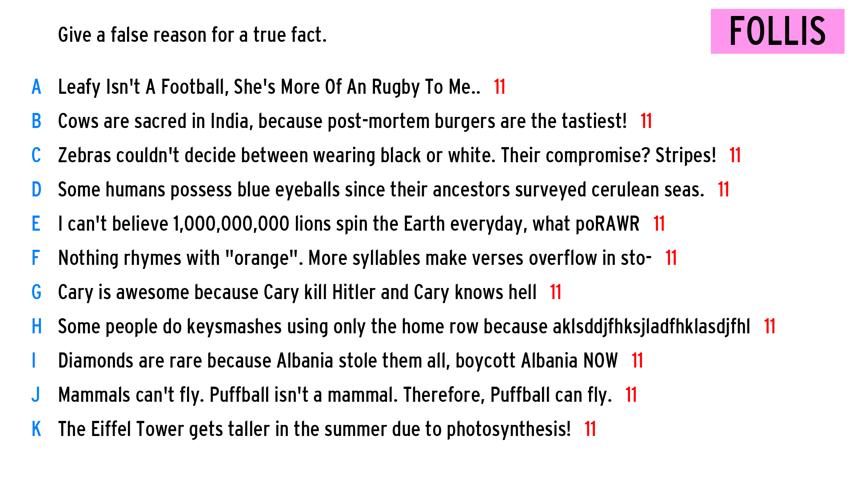 Give a false reason for a true fact.
FOLLIS
A Leafy Isn't A Football, She's More Of An Rugby To Me.. 11
B Cows are sacred in India, because post-mortem burgers are the tastiest! 11
C Zebras couldn't decide between wearing black or white. Their compromise? Stripes! 11
D Some humans possess blue eyeballs since their ancestors surveyed cerulean seas. 11
E I can't believe 1,000,000,000 lions spin the Earth everyday, what poRAWR 11
F Nothing rhymes with "orange". More syllables make verses overflow in sto- 11
G Cary is awesome because Cary kill Hitler and Cary knows hell 11
H Some people do keysmashes using only the home row because aklsddjfhksjladfhklasdjfhl 11
I Diamonds are rare because Albania stole them all, boycott Albania NOW 11
J Mammals can't fly. Puffball isn't a mammal. Therefore, Puffball can fly. 11
K The Eiffel Tower gets taller in the summer due to photosynthesis! 11